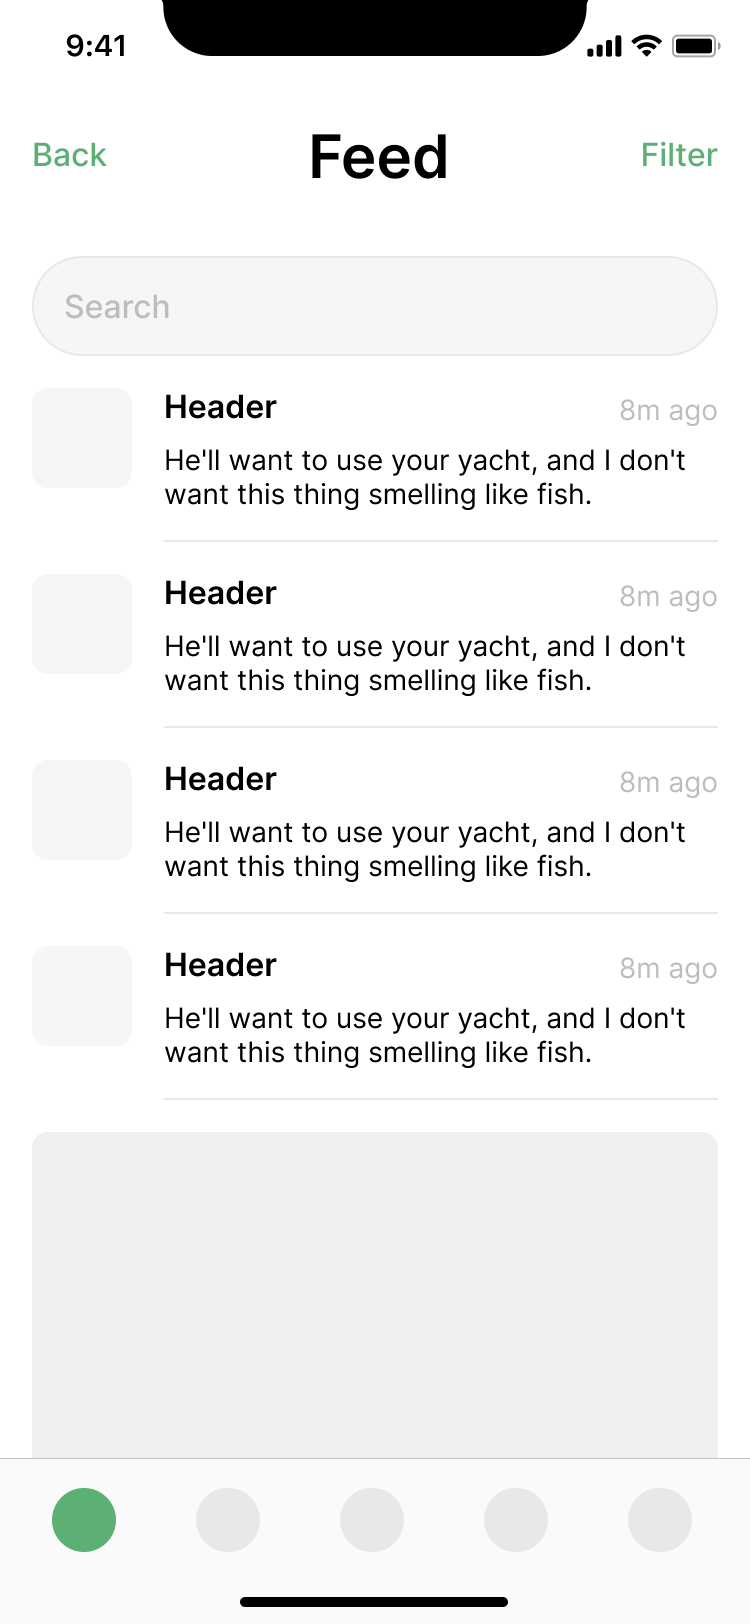 9:41
Back
Feed
Filter
Search
Header
8m ago
He'll want to use your yacht, and I don't
want this thing smelling like fish.
Header
8m ago
He'll want to use your yacht, and I don't
want this thing smelling like fish.
Header
8m ago
He'll want to use your yacht, and I don't
want this thing smelling like fish.
Header
8m ago
He'll want to use your yacht, and I don't
want this thing smelling like fish.